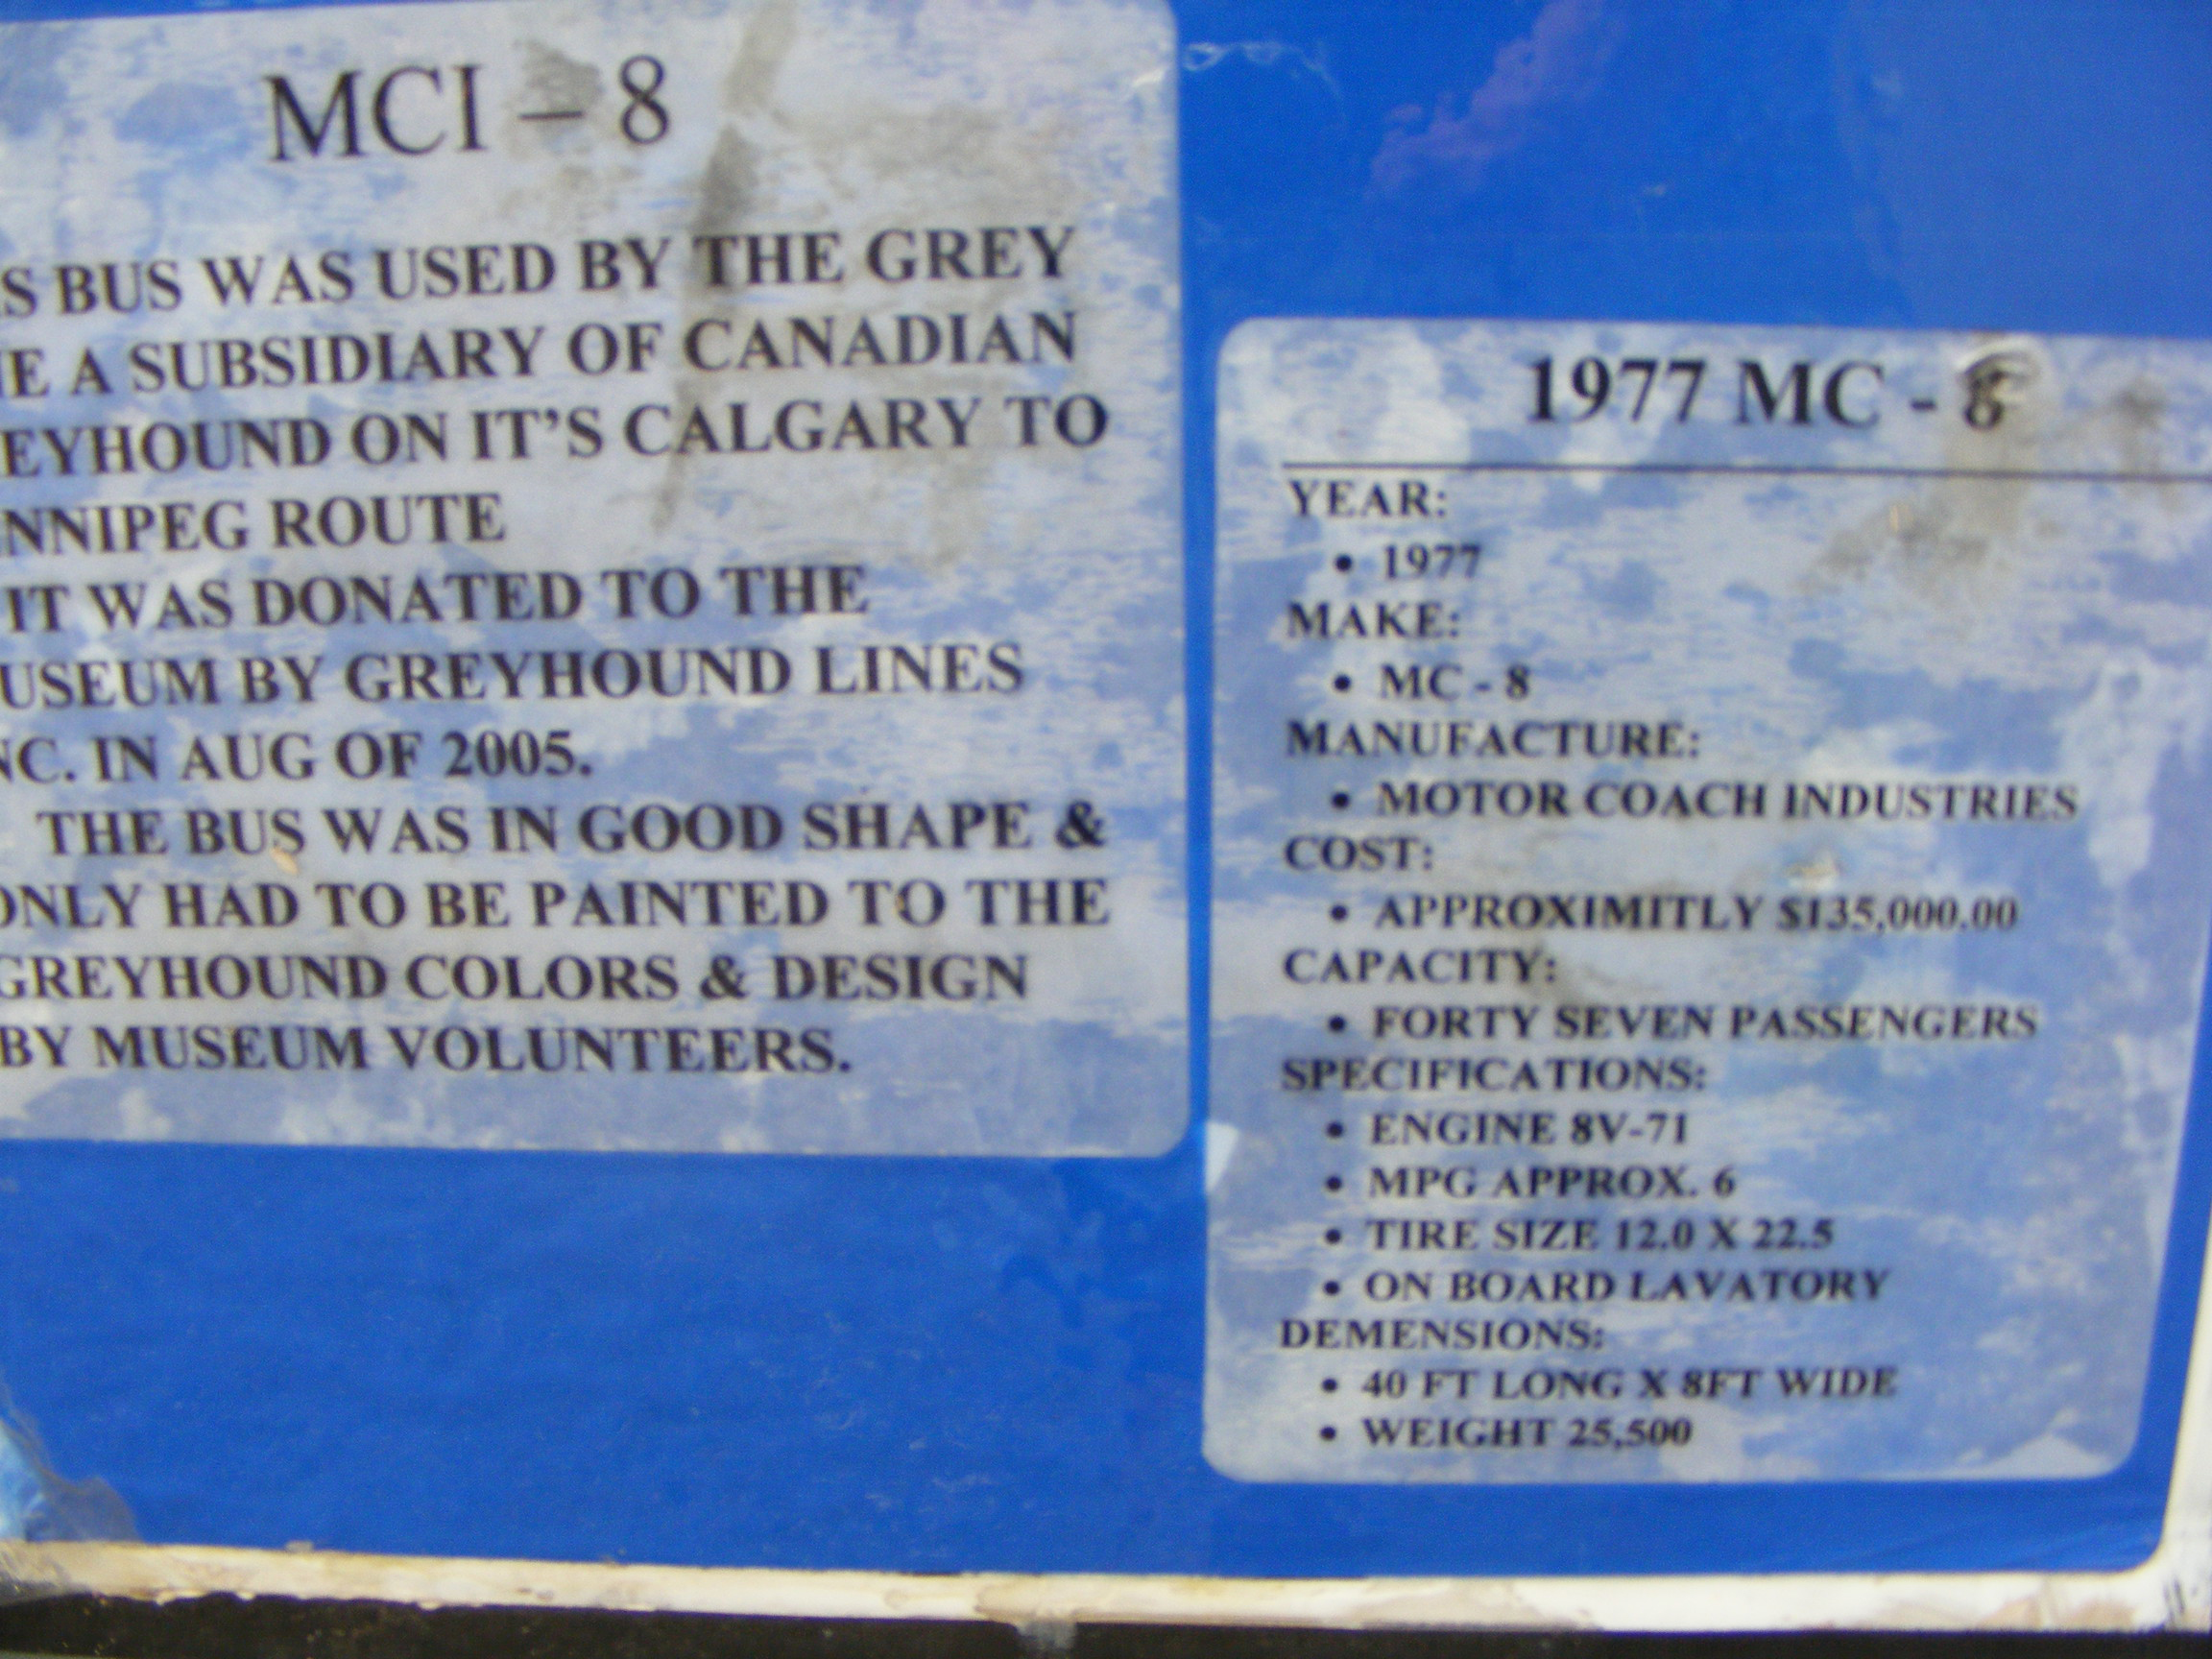 MCI – 8
S BUS WAS USED BY THE GREY
E A SUBSIDIARY OF CANADIAN
EYHOUND ON IT'S CALGARY TO
NNIPEG ROUTE
IT WAS DONATED TO THE
USEUM BY GREYHOUND LINES
NC. IN AUG OF 2005.
THE BUS WAS IN GOOD SHAPE &
ONLY HAD TO BE PAINTED TO THE
GREYHOUND COLORS & DESIGN
BY MUSEUM VOLUNTEERS.
1977 MC - 8
YEAR:
• 1977
MAKE:
• MC - 8
MANUFACTURE:
• MOTOR COACH INDUSTRIES
COST:
• APPROXIMITLY $135,000.00
CAPACITY:
• FORTY SEVEN PASSENGERS
SPECIFICATIONS:
• ENGINE 8V-71
• MPG APPROX. 6
• TIRE SIZE 12.0 X 22.5
• ON BOARD LAVATORY
DEMENSIONS:
• 40 FT LONG X 8FT WIDE
• WEIGHT 25,500